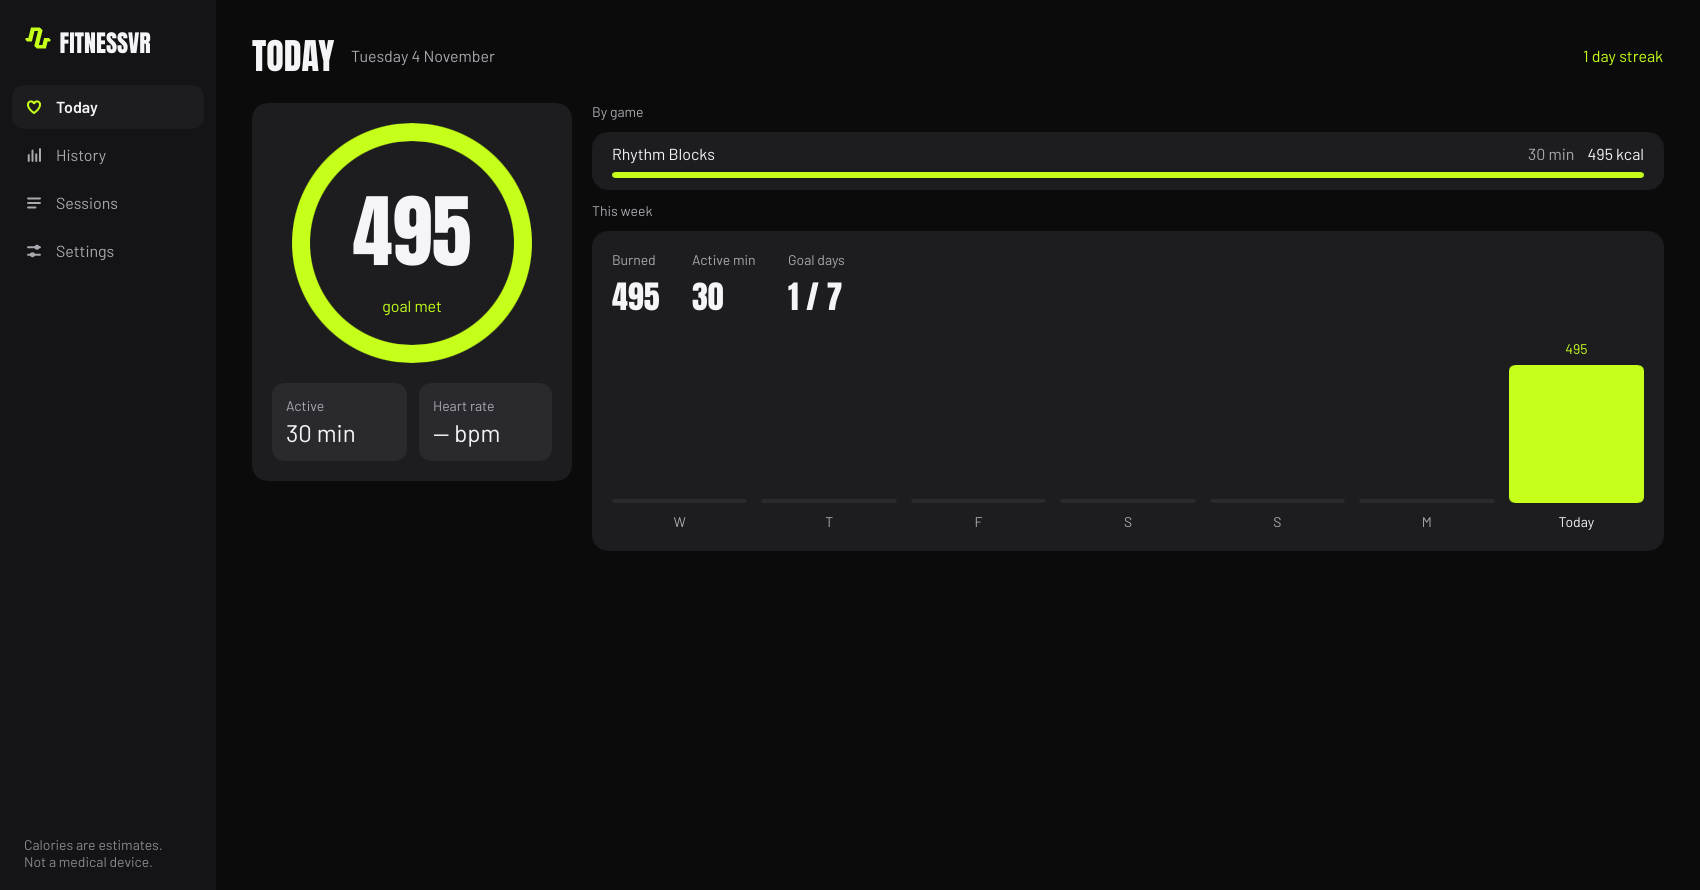 FITNESSVR
Today
History
Sessions
Settings
Calories are estimates.
Not a medical device.
TODAY Tuesday 4 November
1 day streak
495
goal met
Active
30 min
Heart rate
— bpm
By game
Rhythm Blocks 30 min 495 kcal
This week
Burned Active min Goal days
495 30 1 / 7
495
W T F S S M Today